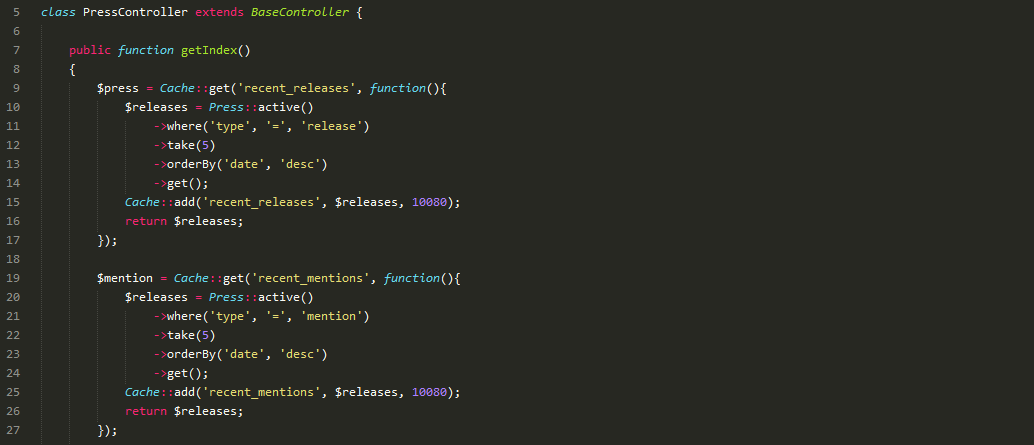 5 class PressController extends BaseController {
6
7     public function getIndex()
8     {
9         $press = Cache::get('recent_releases', function(){
10             $releases = Press::active()
11                 ->where('type', '=', 'release')
12                 ->take(5)
13                 ->orderBy('date', 'desc')
14                 ->get();
15             Cache::add('recent_releases', $releases, 10080);
16             return $releases;
17         });
18
19         $mention = Cache::get('recent_mentions', function(){
20             $releases = Press::active()
21                 ->where('type', '=', 'mention')
22                 ->take(5)
23                 ->orderBy('date', 'desc')
24                 ->get();
25             Cache::add('recent_mentions', $releases, 10080);
26             return $releases;
27         });